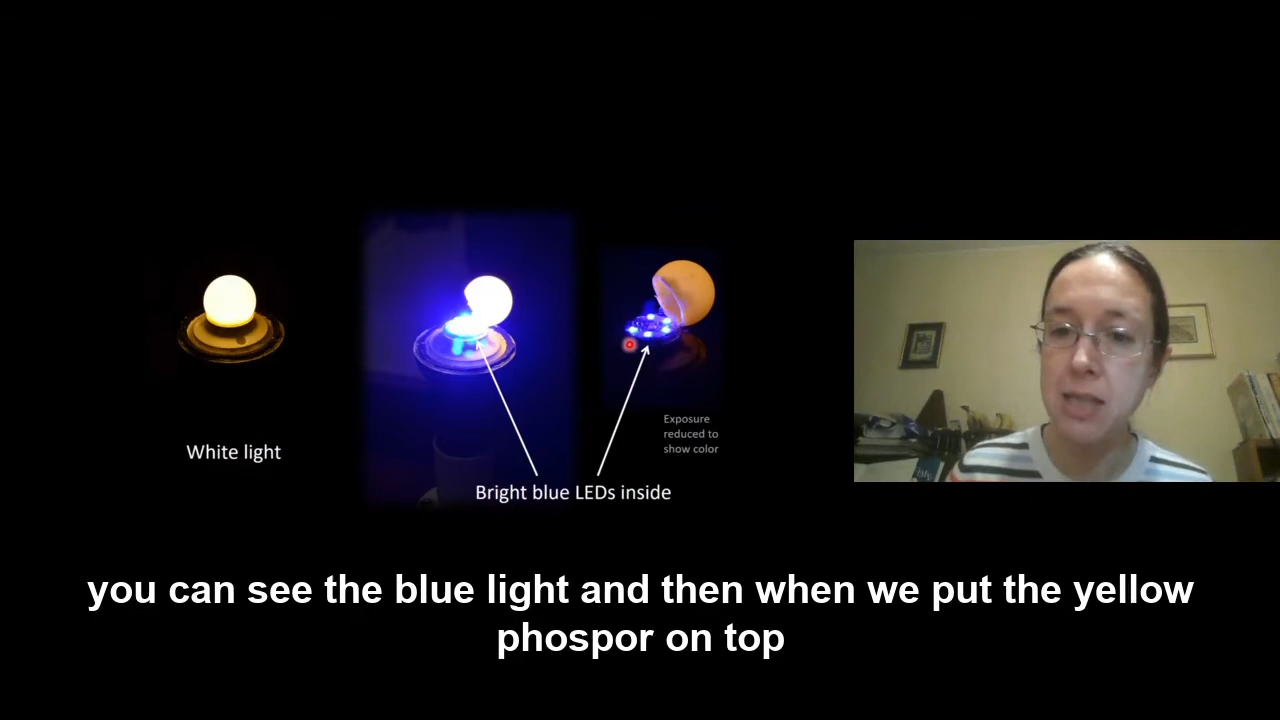 White light
Exposure
reduced to
show color
Bright blue LEDs inside
you can see the blue light and then when we put the yellow
phospor on top